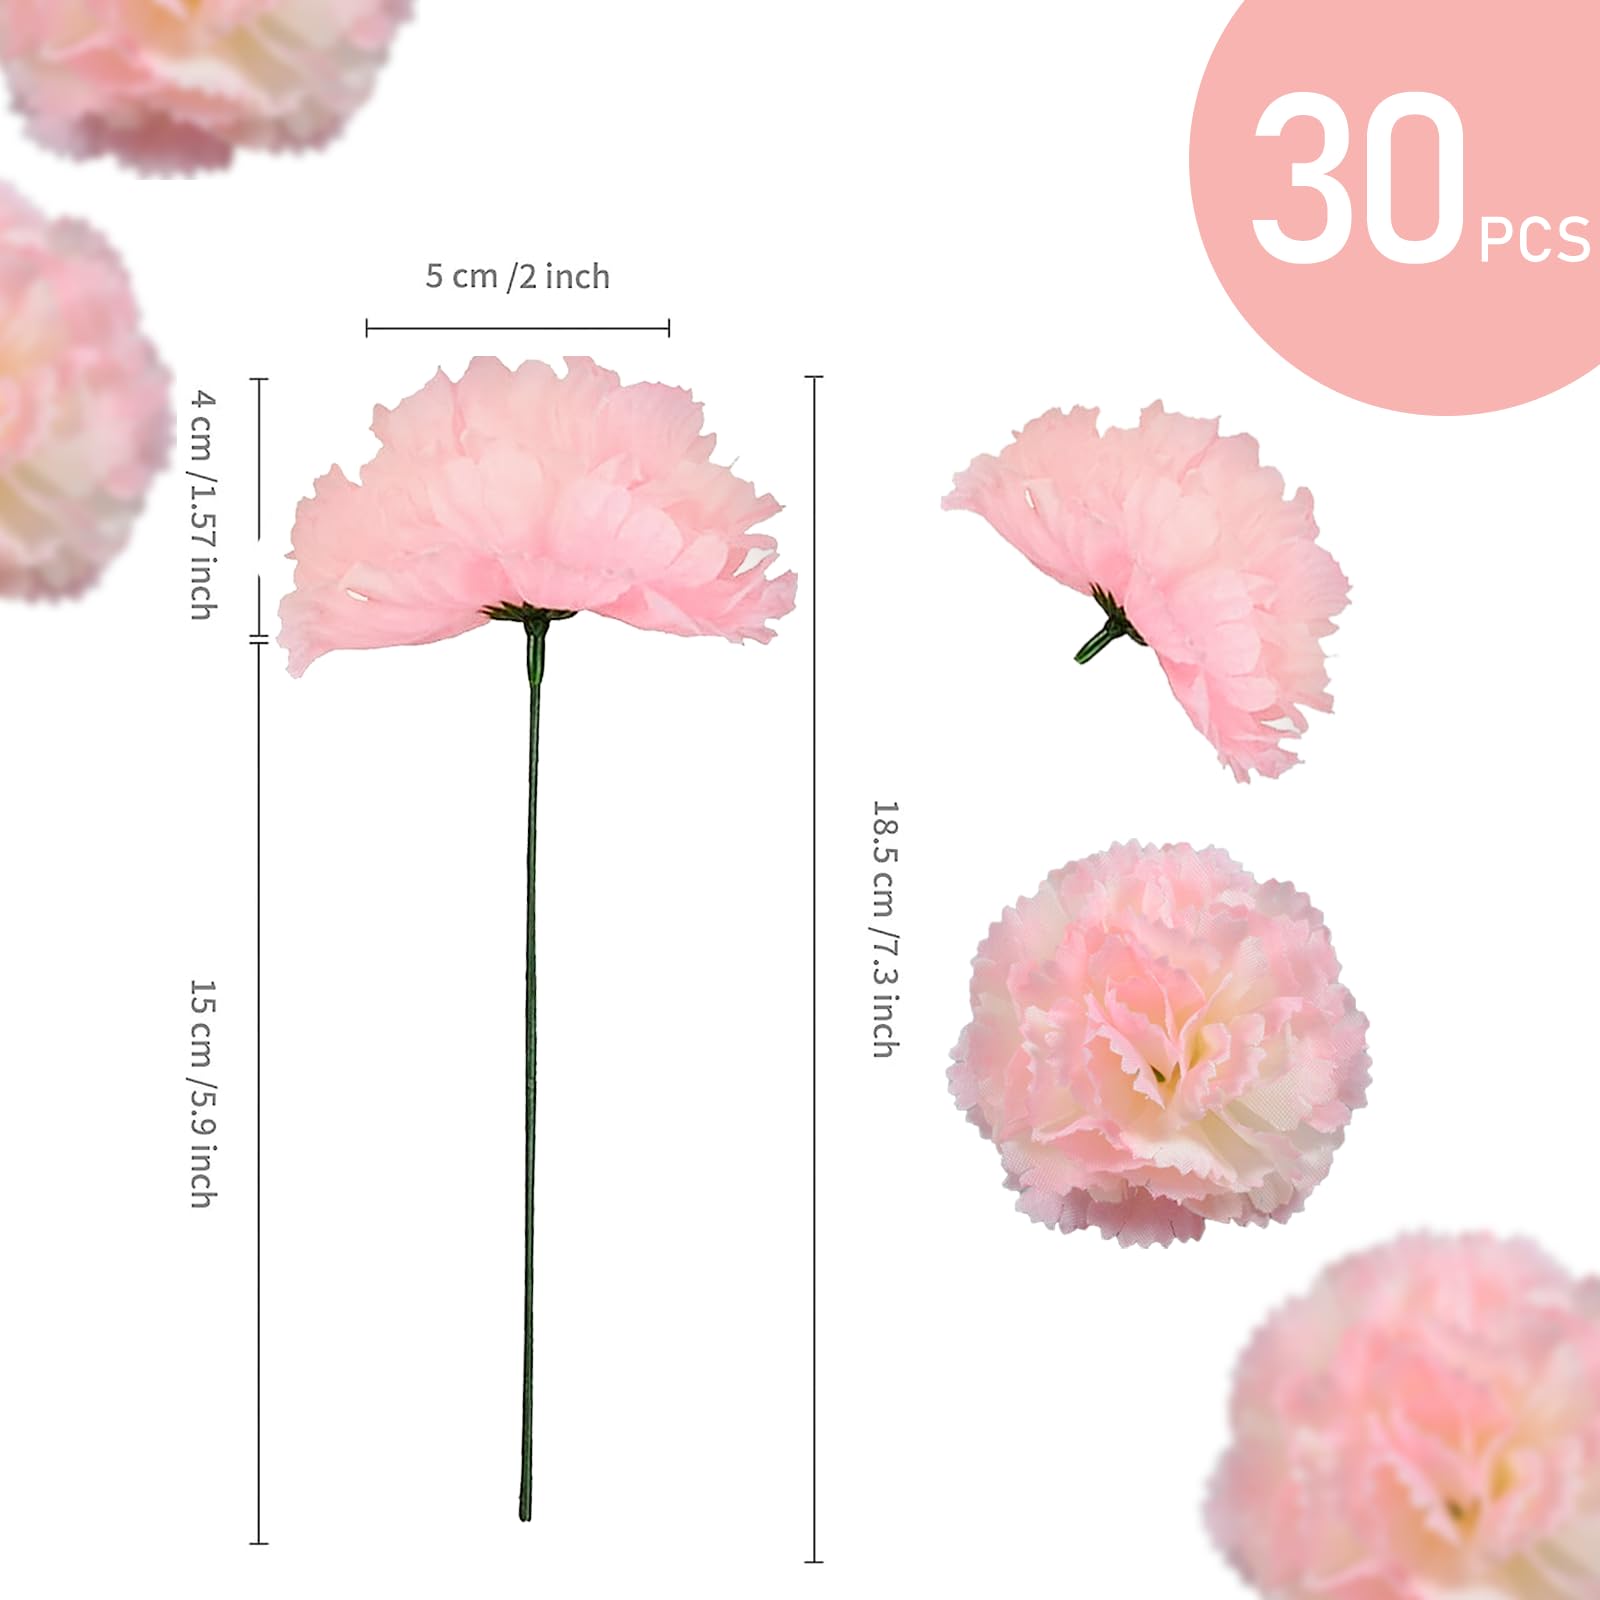 30 PCS
5 cm /2 inch
4 cm /1.57 inch
18.5 cm /7.3 inch
15 cm /5.9 inch